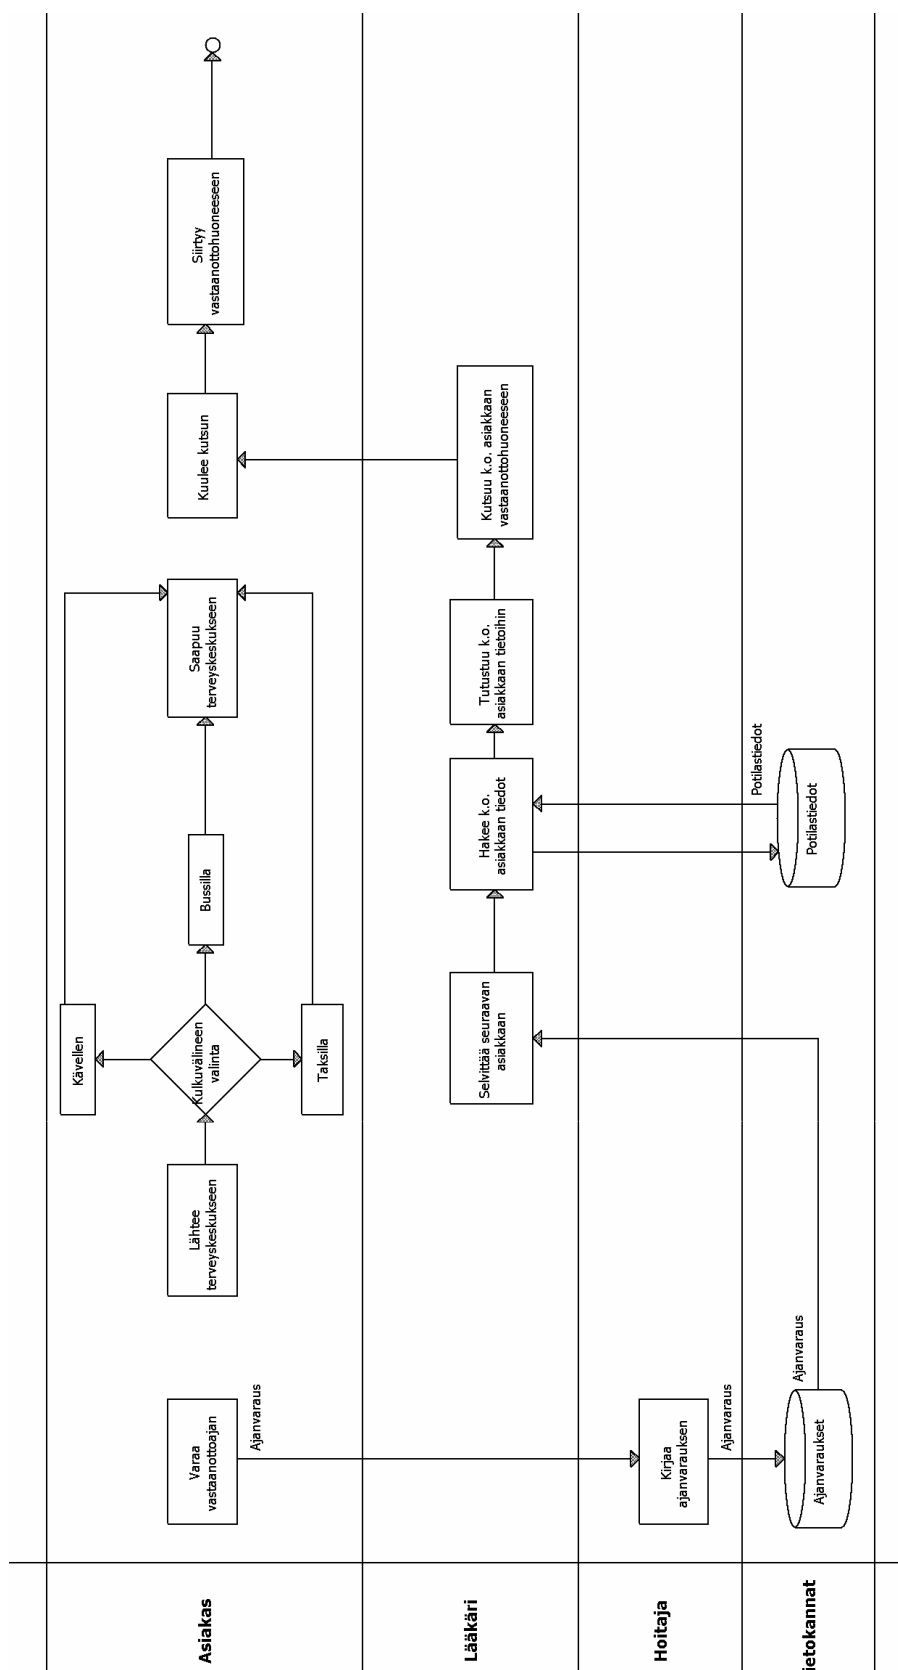 Asiakas
Varaa
vastaanottoajan
Ajanvaraus
Lähtee
terveyskeskukseen
Kulkuvälineen
valinta
Kävellen
Bussilla
Taksilla
Saapuu
terveyskeskukseen
Kuulee kutsun
Siirtyy
vastaanottohuoneeseen
Lääkäri
Selvittää seuraavan
asiakkaan
Hakee k.o.
asiakkaan tiedot
Tutustuu k.o.
asiakkaan tietoihin
Kutsuu k.o. asiakkaan
vastaanottohuoneeseen
Hoitaja
Kirjaa
ajanvarauksen
Ajanvaraus
ietokannat
Ajanvaraukset
Ajanvaraus
Potilastiedot
Potilastiedot